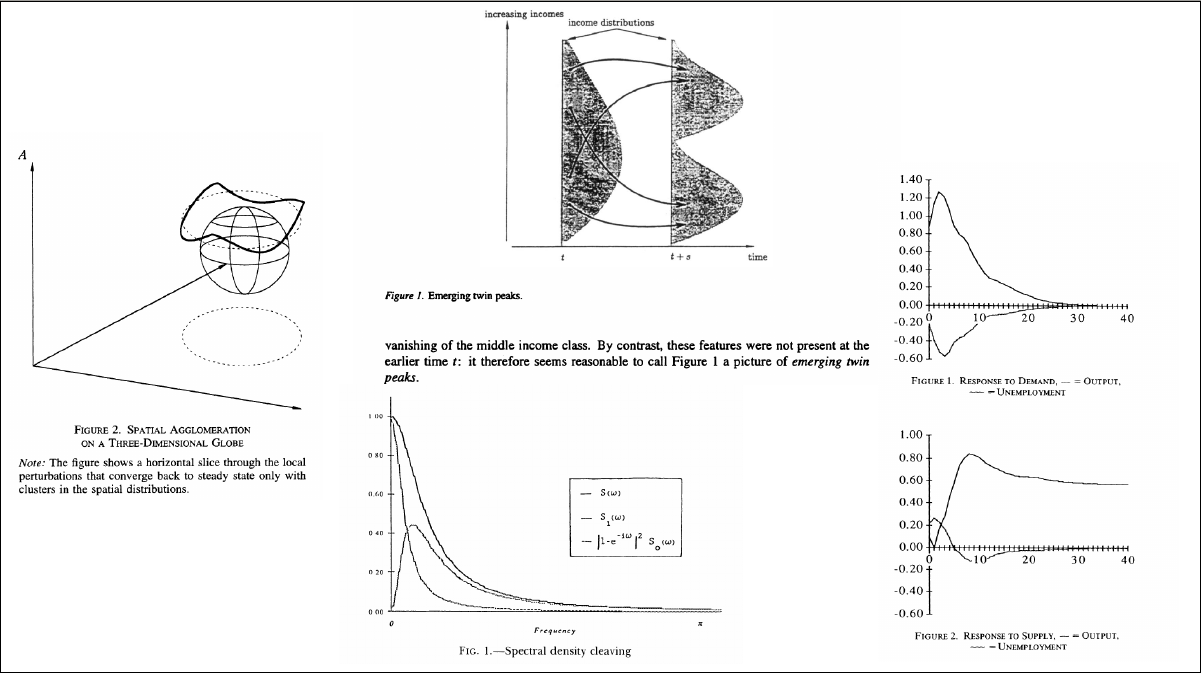 A
FIGURE 2. SPATIAL AGGLOMERATION
ON A THREE-DIMENSIONAL GLOBE
Note: The figure shows a horizontal slice through the local
perturbations that converge back to steady state only with
clusters in the spatial distributions.
increasing incomes
income distributions
t
t + s
time
Figure 1. Emerging twin peaks.
vanishing of the middle income class. By contrast, these features were not present at the
earlier time t: it therefore seems reasonable to call Figure 1 a picture of emerging twin
peaks.
1.00
0.80
0.60
0.40
0.20
0.00
0
π
Frequency
S(ω)
S₁(ω)
|1-e^{-iω}|² S₀(ω)
FIG. 1.—Spectral density cleaving
1.40
1.20
1.00
0.80
0.60
0.40
0.20
0.00
-0.20
-0.40
-0.60
0 10 20 30 40
FIGURE 1. RESPONSE TO DEMAND, — = OUTPUT,
— = UNEMPLOYMENT
1.00
0.80
0.60
0.40
0.20
0.00
-0.20
-0.40
-0.60
0 10 20 30 40
FIGURE 2. RESPONSE TO SUPPLY, — = OUTPUT,
— = UNEMPLOYMENT